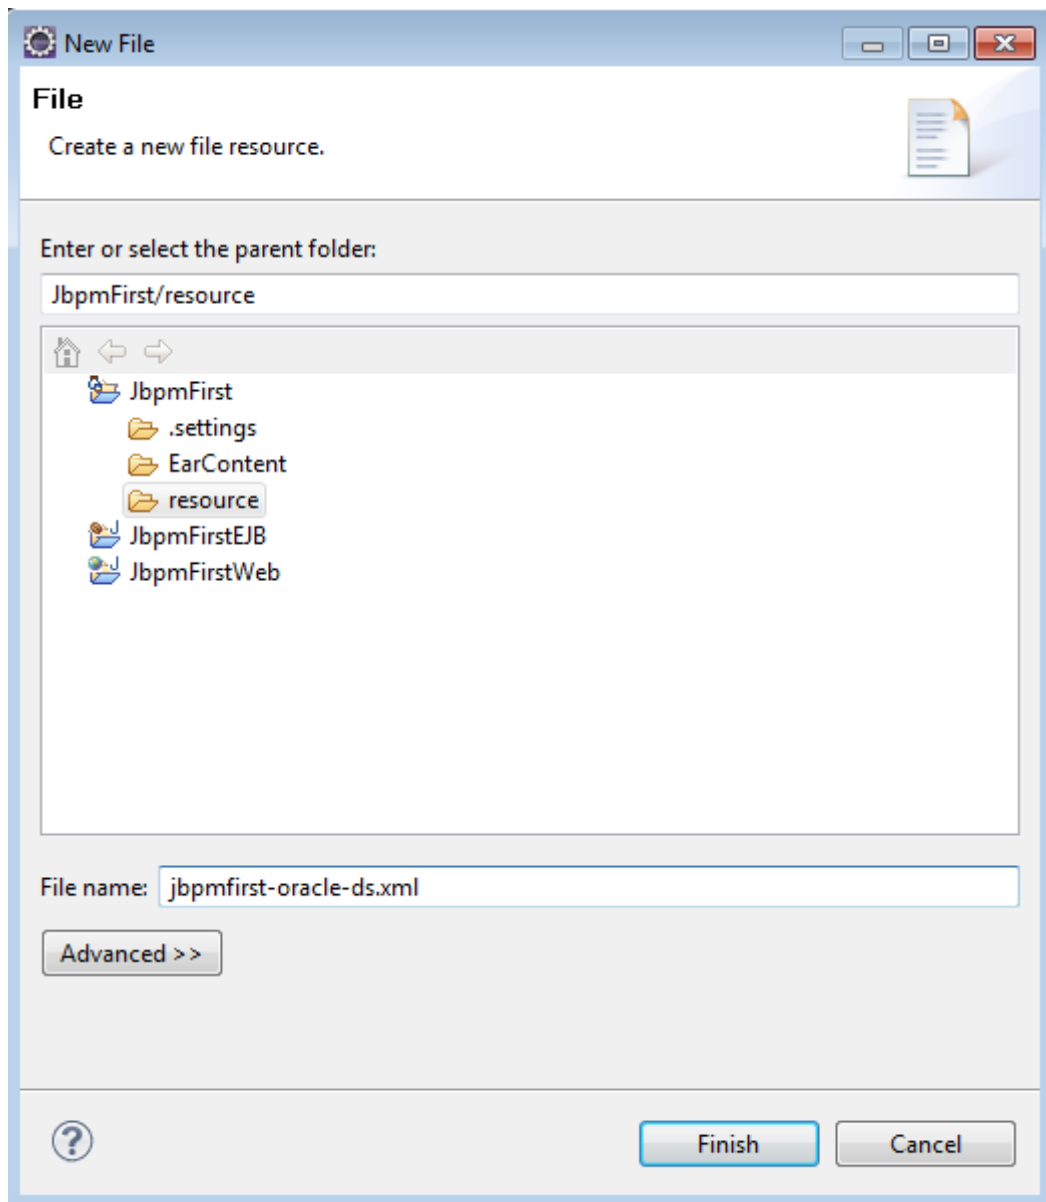 New File
File
Create a new file resource.
Enter or select the parent folder:
JbpmFirst/resource
JbpmFirst
.settings
EarContent
resource
JbpmFirstEJB
JbpmFirstWeb
File name: jbpmfirst-oracle-ds.xml
Advanced >>
? Finish Cancel